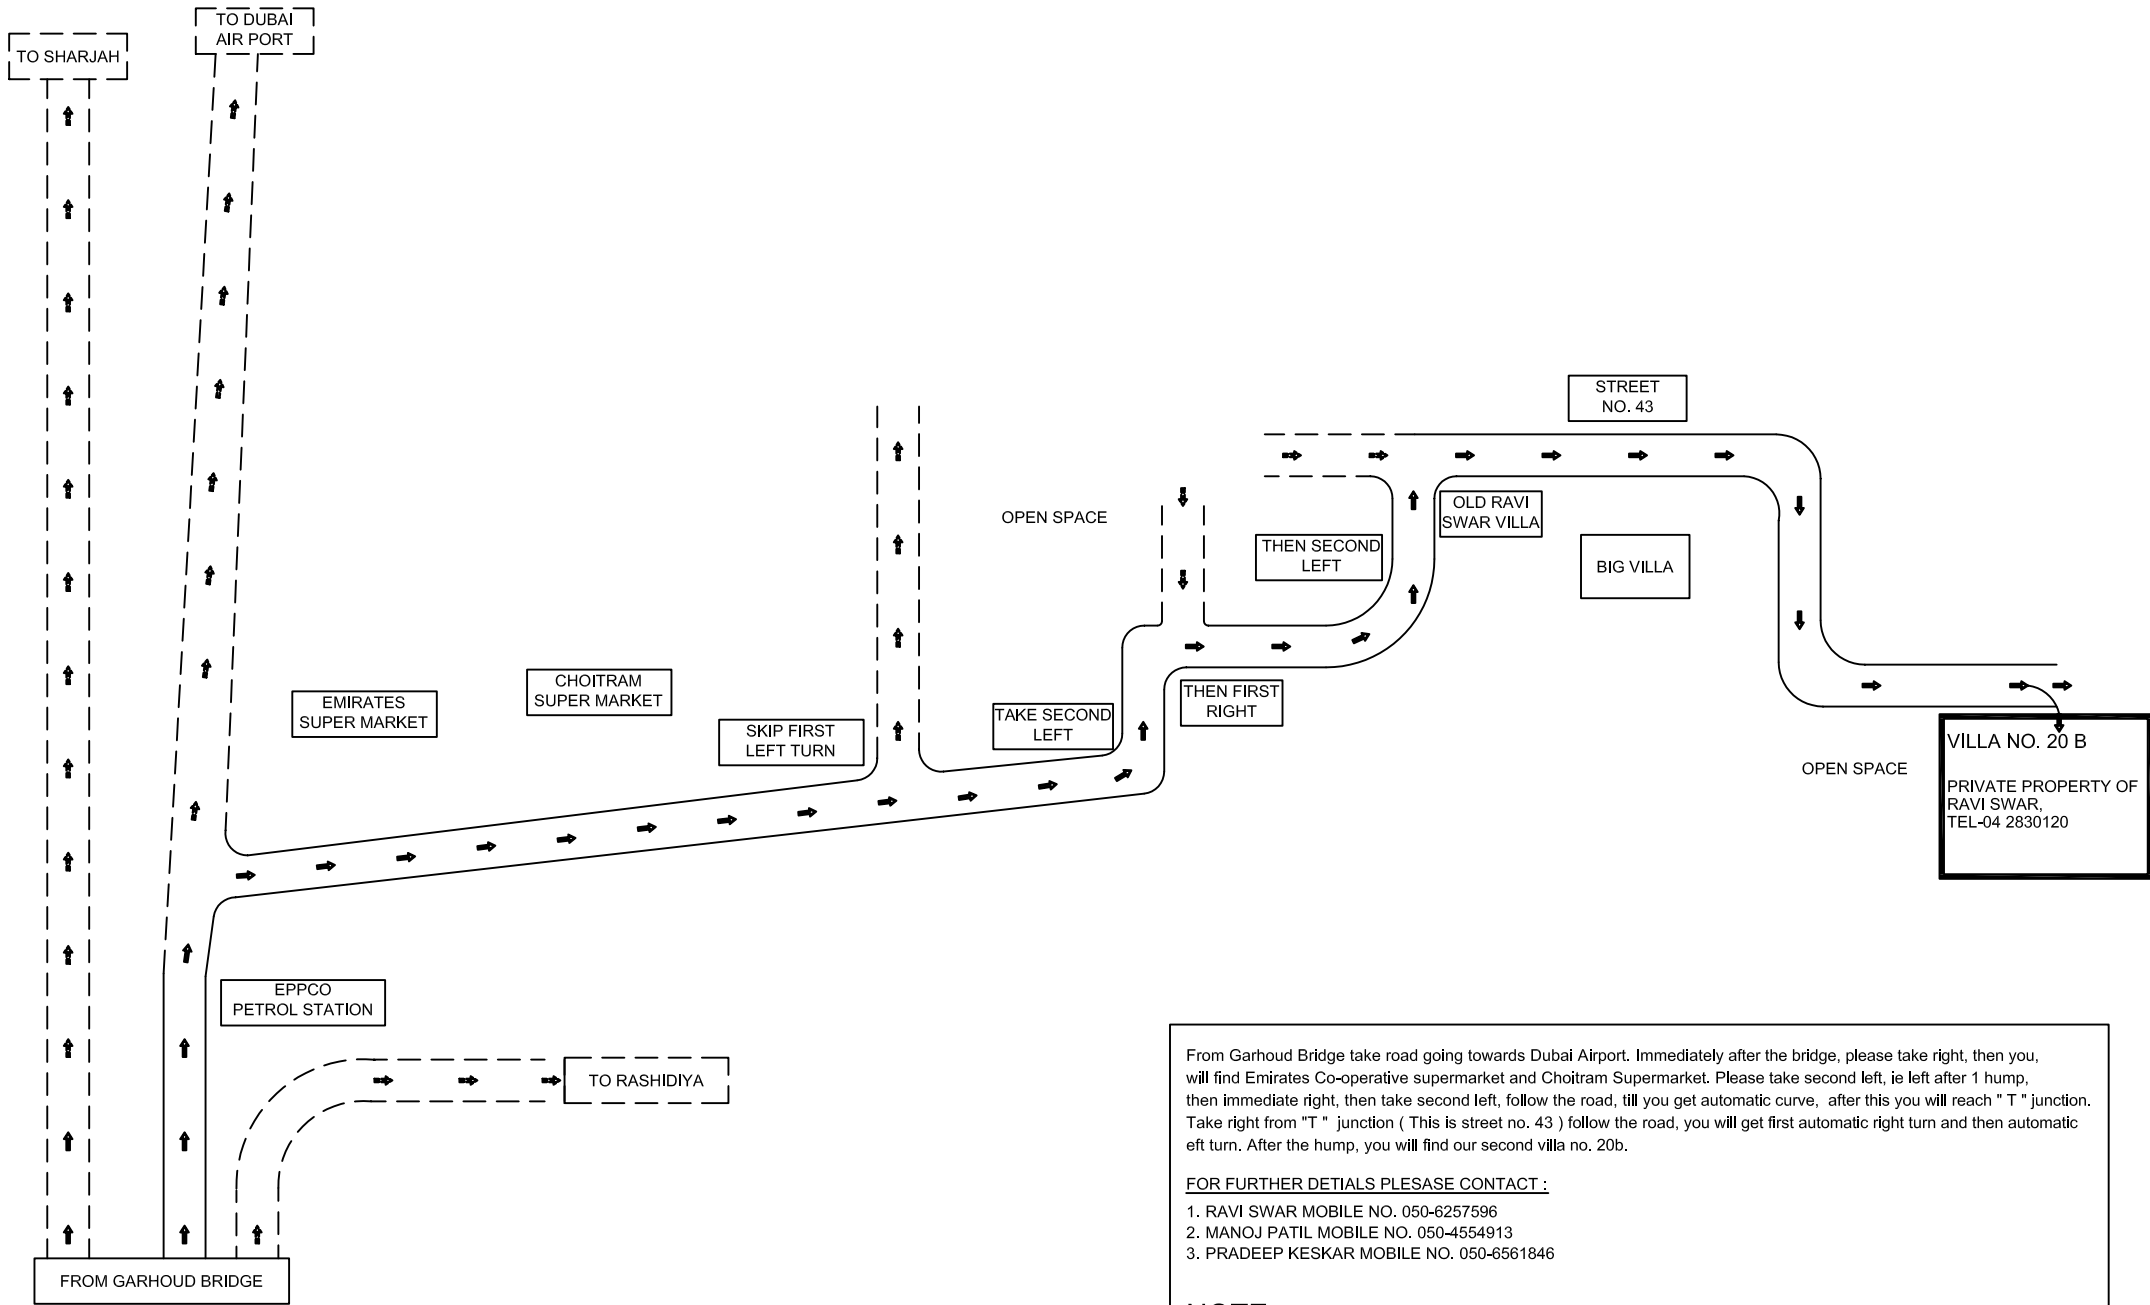 TO DUBAI
AIR PORT
TO SHARJAH
STREET
NO. 43
OLD RAVI
SWAR VILLA
OPEN SPACE
THEN SECOND
LEFT
BIG VILLA
CHOITRAM
SUPER MARKET
EMIRATES
SUPER MARKET
THEN FIRST
RIGHT
TAKE SECOND
LEFT
SKIP FIRST
LEFT TURN
VILLA NO. 20 B
OPEN SPACE
PRIVATE PROPERTY OF
RAVI SWAR,
TEL-04 2830120
EPPCO
PETROL STATION
TO RASHIDIYA
FROM GARHOUD BRIDGE
From Garhoud Bridge take road going towards Dubai Airport. Immediately after the bridge, please take right, then you,
will find Emirates Co-operative supermarket and Choitram Supermarket. Please take second left, ie left after 1 hump,
then immediate right, then take second left, follow the road, till you get automatic curve, after this you will reach " T " junction.
Take right from "T " junction ( This is street no. 43 ) follow the road, you will get first automatic right turn and then automatic
eft turn. After the hump, you will find our second villa no. 20b.
FOR FURTHER DETIALS PLESASE CONTACT :
1. RAVI SWAR MOBILE NO. 050-6257596
2. MANOJ PATIL MOBILE NO. 050-4554913
3. PRADEEP KESKAR MOBILE NO. 050-6561846